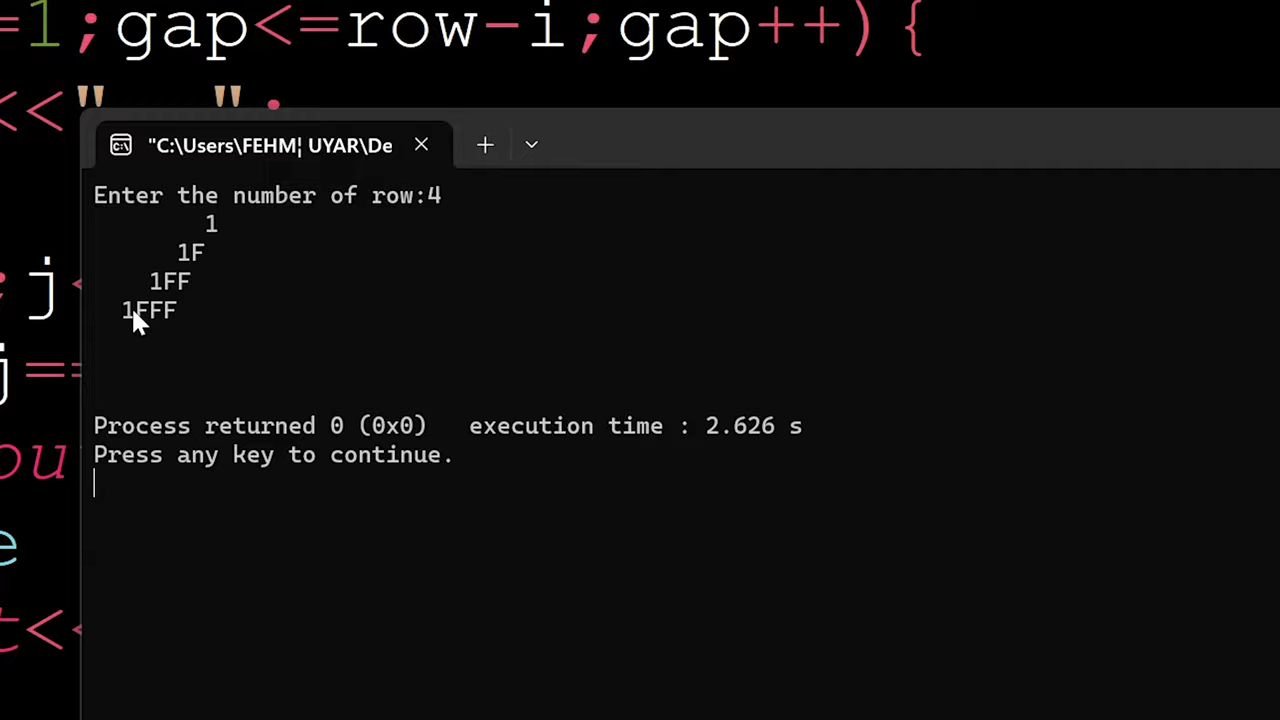 =1;gap<=row-i;gap++){
<<" ";
"C:\Users\FEHM¦ UYAR\De
Enter the number of row:4
1
1F
1FF
;j<
1FFF
j==
Process returned 0 (0x0) execution time : 2.626 s
ou
Press any key to continue.
e
t<<